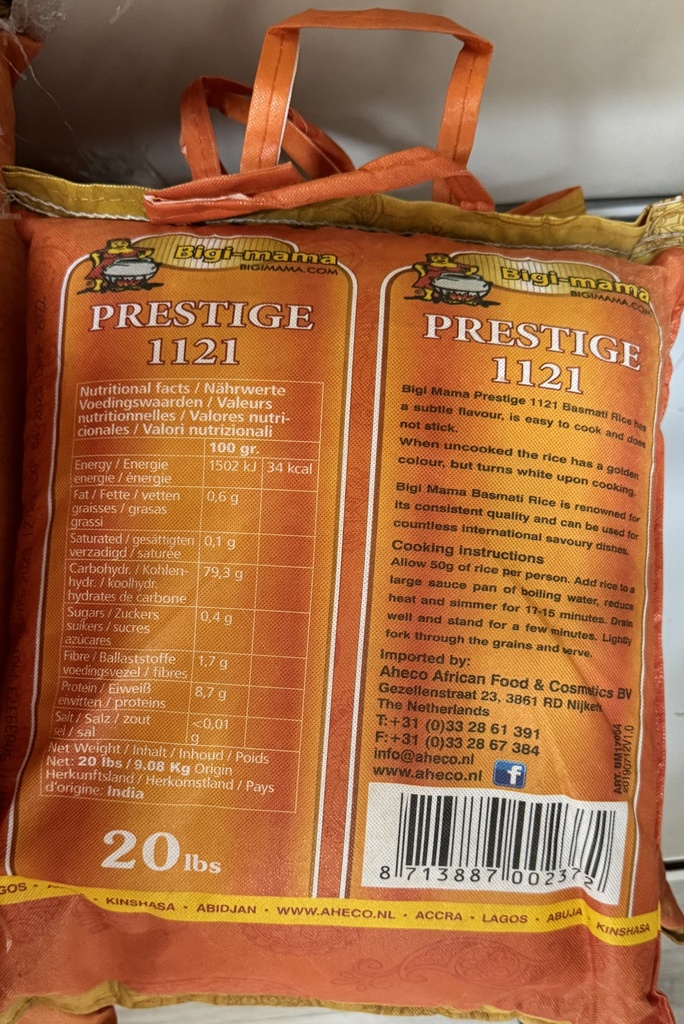 Bigi-mama
BIGIMAMA.COM
PRESTIGE
1121
Nutritional facts / Nährwerte
Voedingswaarden / Valeurs
nutritionnelles / Valores nutri-
cionales / Valori nutrizionali
100 gr.
Energy / Energie 1502 kJ 34 kcal
energie / énergie
Fat / Fette / vetten 0,6 g
graisses / grasas
grassi
Saturated / gesättigten 0,1 g
verzadigd / saturée
Carbohydr. / Kohlen- 79,3 g
hydr. / koolhydr.
hydrates de carbone
Sugars / Zuckers 0,4 g
suikers / sucres
azúcares
Fibre / Ballaststoffe 1,7 g
voedingsvezel / fibres
Protein / Eiweiß 8,7 g
eiwitten / proteins
Salt / Salz / zout <0,01
sel / sal g
Net Weight / Inhalt / Inhoud / Poids
Net: 20 lbs / 9.08 Kg Origin
Herkunftsland / Herkomstland / Pays
d'origine: India
20 lbs
Bigi-mama
BIGIMAMA.COM
PRESTIGE
1121
Bigi Mama Prestige 1121 Basmati Rice has
a subtle flavour, is easy to cook and does
not stick.
When uncooked the rice has a golden
colour, but turns white upon cooking.
Bigi Mama Basmati Rice is renowned for
its consistent quality and can be used for
countless international savoury dishes.
Cooking instructions
Allow 50g of rice per person. Add rice to a
large sauce pan of boiling water, reduce
heat and simmer for 17-15 minutes. Drain
well and stand for a few minutes. Lightly
fork through the grains and serve.
Imported by:
Aheco African Food & Cosmetics BV
Gezellenstraat 23, 3861 RD Nijkerk
The Netherlands
T:+31 (0)33 28 61 391
F:+31 (0)33 28 67 384
info@aheco.nl
www.aheco.nl f
8 713887 002372
GOS · KINSHASA · ABIDJAN · WWW.AHECO.NL · ACCRA · LAGOS · ABUJA · KINSHASA